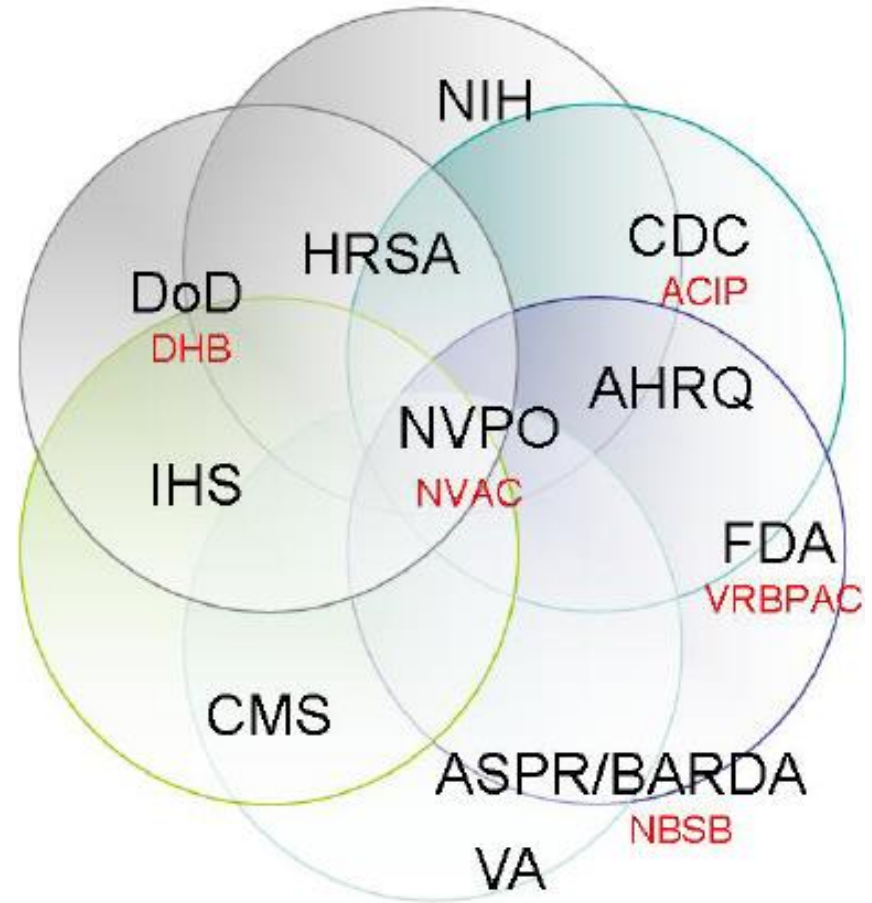 NIH
CDC
ACIP
HRSA
DoD
DHB
AHRQ
NVPO
NVAC
IHS
FDA
VRBPAC
CMS
ASPR/BARDA
NBSB
VA